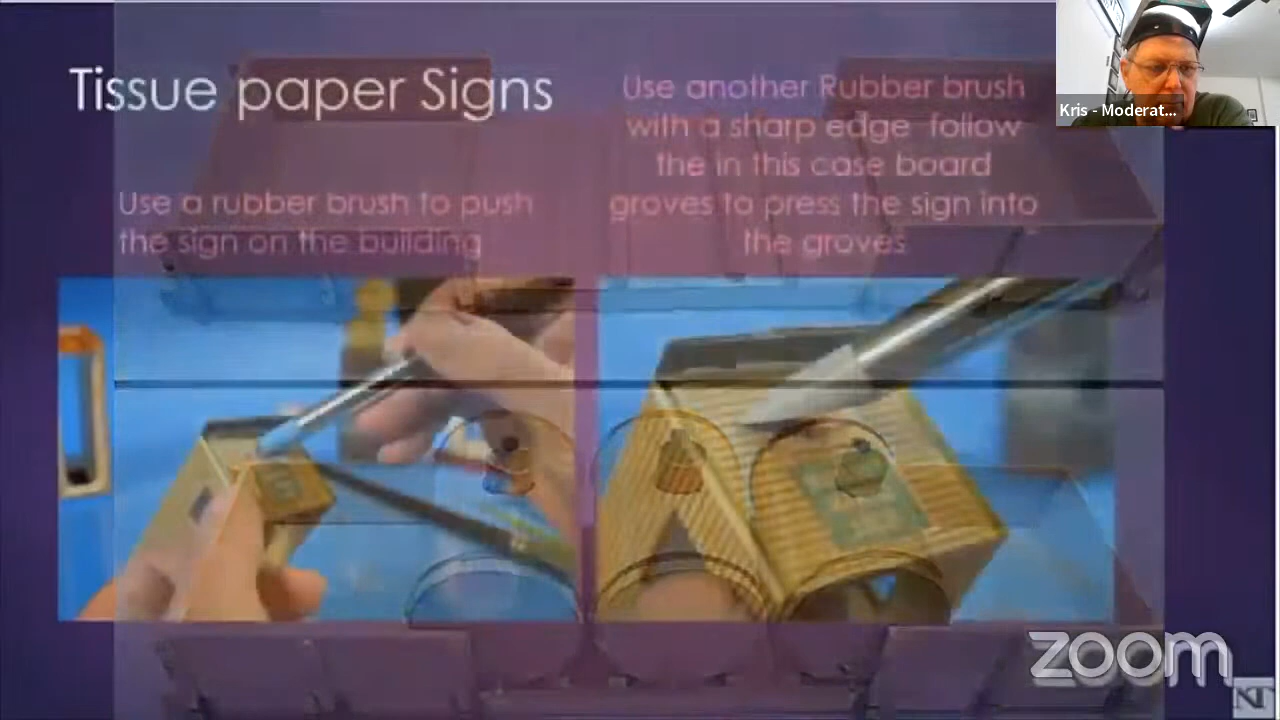 Tissue paper Signs
Use a rubber brush to push
the sign on the building
Use another Rubber brush
with a sharp edge follow
the in this case board
groves to press the sign into
the groves
Kris - Moderat...
zoom
NT